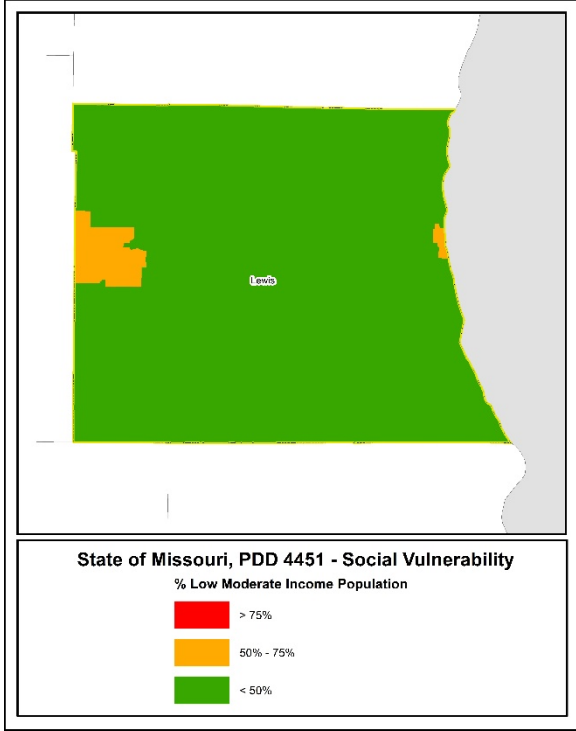 Lewis
State of Missouri, PDD 4451 - Social Vulnerability
% Low Moderate Income Population
> 75%
50% - 75%
< 50%